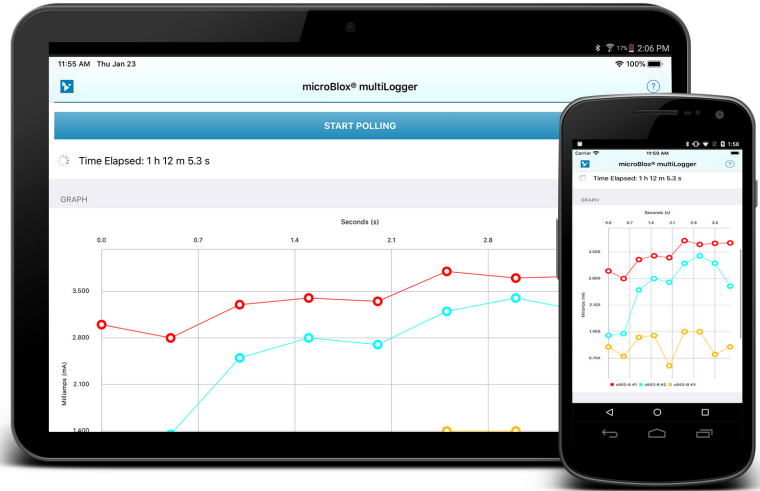 17% 2:06 PM
11:55 AM Thu Jan 23
100%
microBlox® multiLogger
?
START POLLING
Time Elapsed: 1 h 12 m 5.3 s
GRAPH
Seconds (s)
0.0 0.7 1.4 2.1 2.8
3.500
2.800
2.100
1.400
Milliamps (mA)
1:58
Carrier 11:50 AM
microBlox® multiLogger
?
Time Elapsed: 1 h 12 m 5.3 s
GRAPH
Seconds (s)
0.0 0.7 1.4 2.1 2.8 3.5
3.500
2.800
2.100
1.400
0.700
Milliamps (mA)